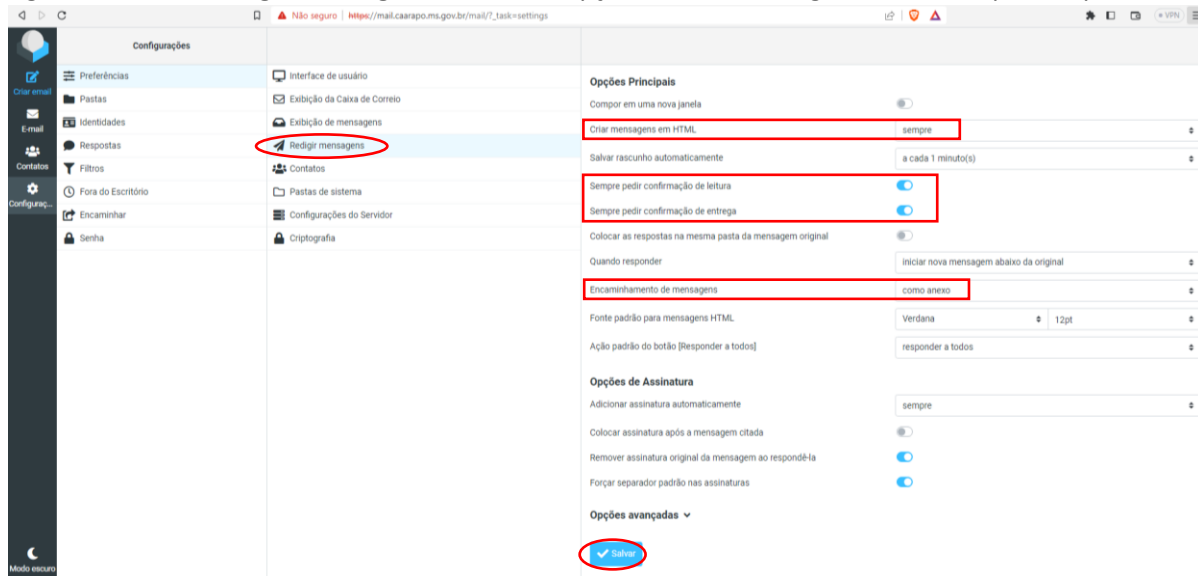 Não seguro | https://mail.caarapo.ms.gov.br/mail/?_task=settings
VPN
Criar email
E-mail
Contatos
Configuraç...
Modo escuro
Configurações
Preferências
Pastas
Identidades
Respostas
Filtros
Fora do Escritório
Encaminhar
Senha
Interface de usuário
Exibição da Caixa de Correio
Exibição de mensagens
Redigir mensagens
Contatos
Pastas de sistema
Configurações do Servidor
Criptografia
Opções Principais
Compor em uma nova janela
Criar mensagens em HTML sempre
Salvar rascunho automaticamente a cada 1 minuto(s)
Sempre pedir confirmação de leitura
Sempre pedir confirmação de entrega
Colocar as respostas na mesma pasta da mensagem original
Quando responder iniciar nova mensagem abaixo da original
Encaminhamento de mensagens como anexo
Fonte padrão para mensagens HTML Verdana 12pt
Ação padrão do botão [Responder a todos] responder a todos
Opções de Assinatura
Adicionar assinatura automaticamente sempre
Colocar assinatura após a mensagem citada
Remover assinatura original da mensagem ao respondê-la
Forçar separador padrão nas assinaturas
Opções avançadas
Salvar